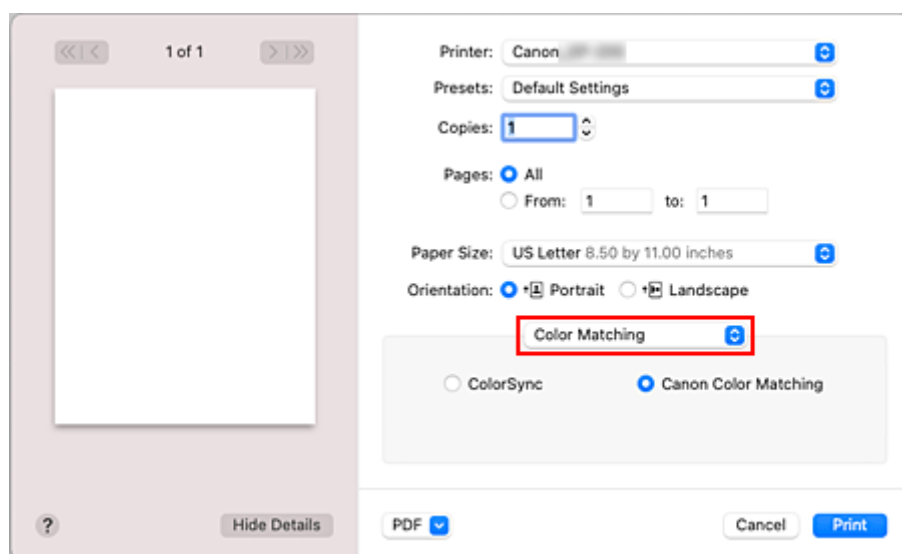 1 of 1
Printer: Canon
Presets: Default Settings
Copies: 1
Pages: All
From: 1 to: 1
Paper Size: US Letter 8.50 by 11.00 inches
Orientation: Portrait Landscape
Color Matching
ColorSync Canon Color Matching
? Hide Details PDF Cancel Print